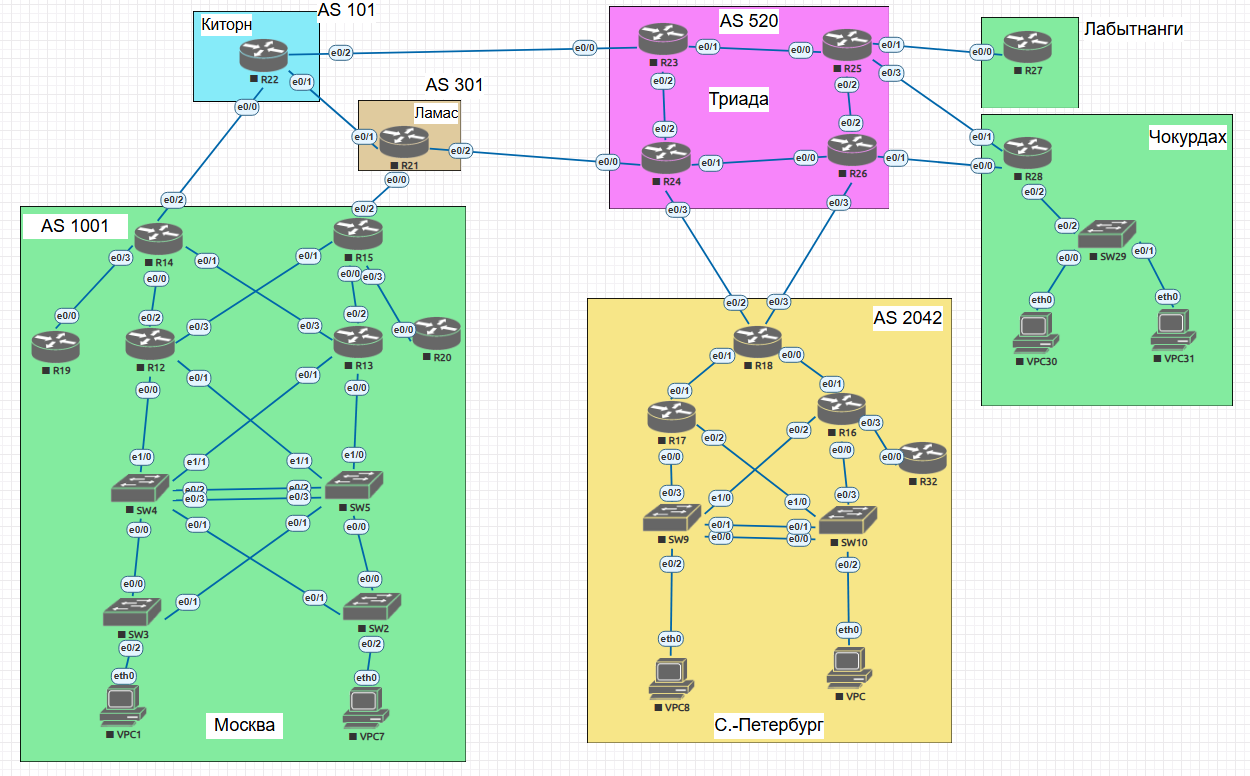 AS 101
Киторн
R22
e0/2
e0/1
e0/0
AS 301
Ламас
e0/1
R21
e0/2
e0/0
AS 520
e0/0
R23
e0/1
e0/2
e0/0
R25
e0/1
e0/3
e0/2
Триада
e0/2
e0/0
R24
e0/1
e0/3
e0/2
e0/0
R26
e0/1
e0/3
Лабытнанги
e0/0
R27
Чокурдах
e0/1
e0/0
R28
e0/2
e0/2
SW29
e0/0
e0/1
eth0
eth0
VPC30
VPC31
AS 1001
e0/2
R14
e0/3
e0/0
e0/1
e0/2
R15
e0/1
e0/0
e0/3
e0/0
R19
e0/2
e0/3
R12
e0/0
e0/1
e0/3
e0/2
R13
e0/1
e0/0
e0/0
R20
e1/0
e1/1
SW4
e0/2
e0/3
e0/0
e0/1
e1/1
e1/0
e0/2
e0/3
SW5
e0/1
e0/0
e0/0
e0/1
SW3
e0/2
e0/1
e0/0
SW2
e0/2
eth0
VPC1
eth0
VPC7
Москва
AS 2042
e0/2
e0/3
R18
e0/1
e0/0
e0/1
R17
e0/2
e0/0
e0/1
R16
e0/2
e0/3
e0/0
e0/0
R32
e0/3
e1/0
SW9
e0/1
e0/0
e0/2
e1/0
e0/3
e0/1
e0/0
SW10
e0/2
eth0
VPC8
eth0
VPC
С.-Петербург